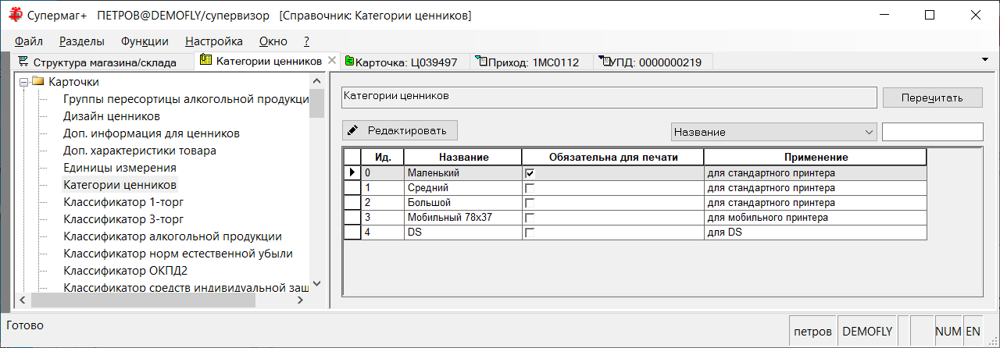 Супермаг+ ПЕТРОВ@DEMOFLY/супервизор [Справочник: Категории ценников]
Файл Разделы Функции Настройка Окно ?
Структура магазина/склада Категории ценников Карточка: Ц039497 Приход: 1МС0112 УПД: 0000000219
Карточки
Группы пересортицы алкогольной продукци
Дизайн ценников
Доп. информация для ценников
Доп. характеристики товара
Единицы измерения
Категории ценников
Классификатор 1-торг
Классификатор 3-торг
Классификатор алкогольной продукции
Классификатор норм естественной убыли
Классификатор ОКПД2
Классификатор средств индивидуальной защ
Категории ценников Перечитать
Редактировать Название
Ид. Название Обязательна для печати Применение
0 Маленький для стандартного принтера
1 Средний для стандартного принтера
2 Большой для стандартного принтера
3 Мобильный 78x37 для мобильного принтера
4 DS для DS
Готово
петров DEMOFLY NUM EN